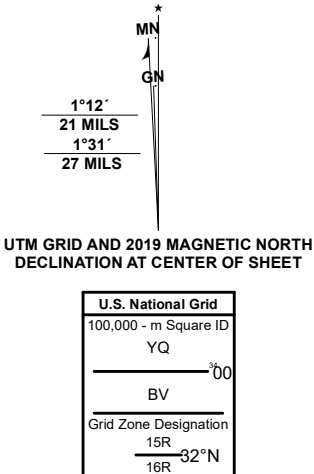 ★
MN
GN
1°12´
21 MILS
1°31´
27 MILS
UTM GRID AND 2019 MAGNETIC NORTH
DECLINATION AT CENTER OF SHEET
U.S. National Grid
100,000 - m Square ID
YQ
³⁴00
BV
Grid Zone Designation
15R
32°N
16R